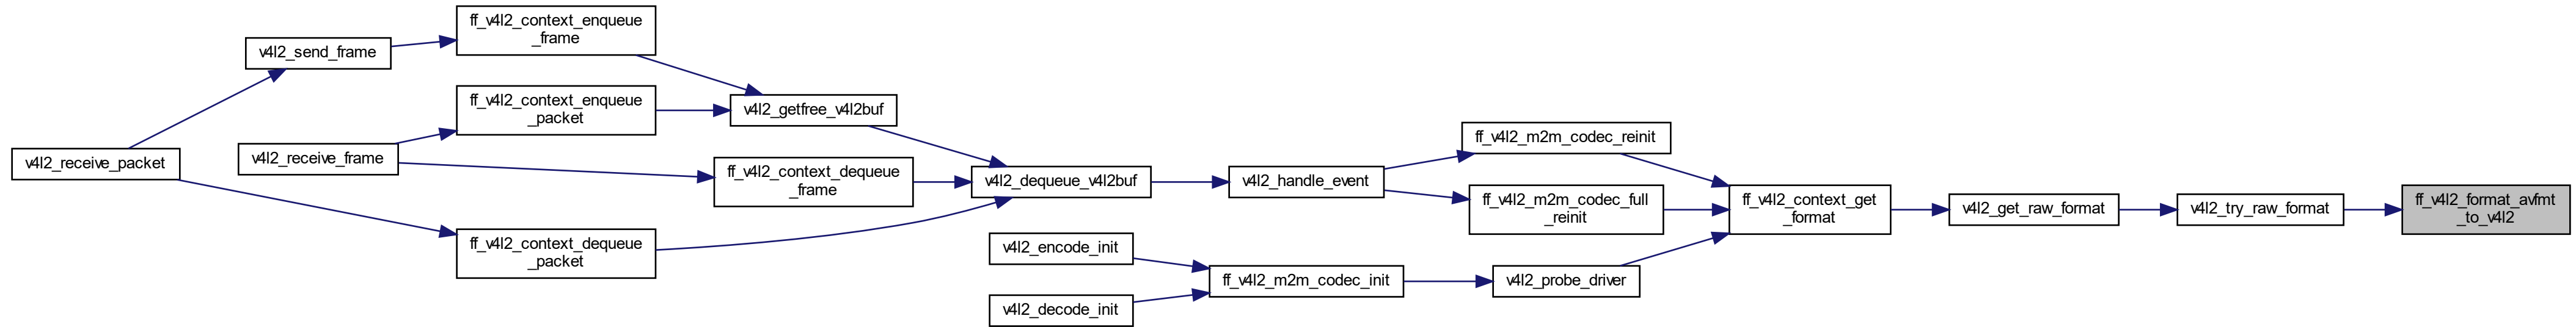 ff_v4l2_context_enqueue
_frame
v4l2_send_frame
ff_v4l2_context_enqueue
_packet
v4l2_getfree_v4l2buf
v4l2_receive_packet
v4l2_receive_frame
ff_v4l2_context_dequeue
_frame
v4l2_dequeue_v4l2buf
ff_v4l2_context_dequeue
_packet
v4l2_handle_event
ff_v4l2_m2m_codec_reinit
ff_v4l2_m2m_codec_full
_reinit
v4l2_encode_init
v4l2_decode_init
ff_v4l2_m2m_codec_init
v4l2_probe_driver
ff_v4l2_context_get
_format
v4l2_get_raw_format
v4l2_try_raw_format
ff_v4l2_format_avfmt
_to_v4l2